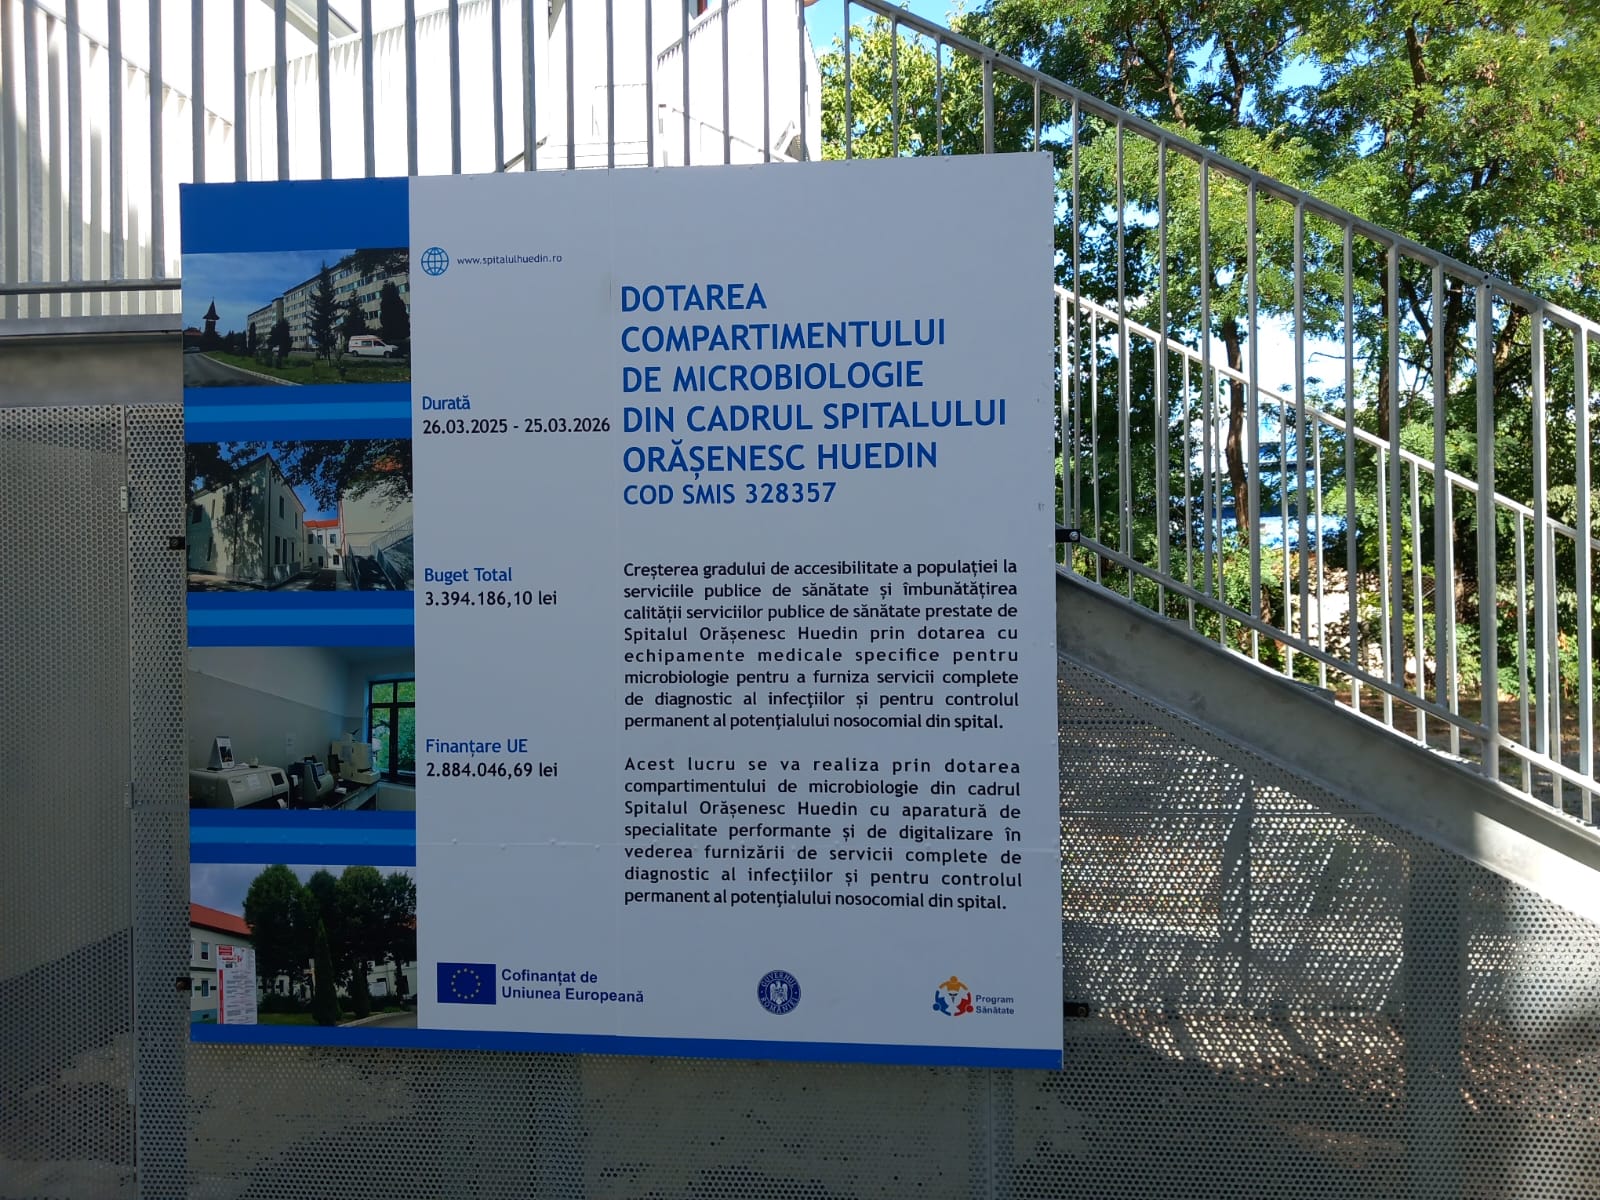 www.spitalulhuedin.ro
DOTAREA
COMPARTIMENTULUI
DE MICROBIOLOGIE
DIN CADRUL SPITALULUI
ORĂȘENESC HUEDIN
COD SMIS 328357
Durată
26.03.2025 - 25.03.2026
Buget Total
3.394.186,10 lei
Finanțare UE
2.884.046,69 lei
Creșterea gradului de accesibilitate a populației la
serviciile publice de sănătate și îmbunătățirea
calității serviciilor publice de sănătate prestate de
Spitalul Orășenesc Huedin prin dotarea cu
echipamente medicale specifice pentru
microbiologie pentru a furniza servicii complete
de diagnostic al infecțiilor și pentru controlul
permanent al potențialului nosocomial din spital.
Acest lucru se va realiza prin dotarea
compartimentului de microbiologie din cadrul
Spitalul Orășenesc Huedin cu aparatură de
specialitate performante și de digitalizare în
vederea furnizării de servicii complete de
diagnostic al infecțiilor și pentru controlul
permanent al potențialului nosocomial din spital.
Cofinanțat de
Uniunea Europeană
GUVERNUL
ROMÂNIEI
Program
Sănătate